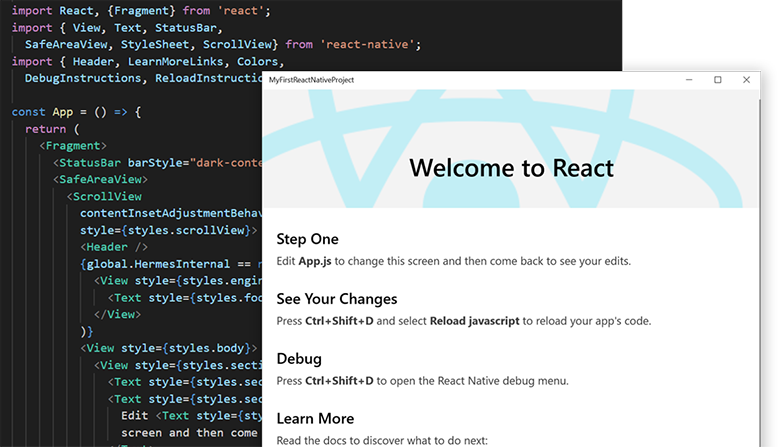 import React, {Fragment} from 'react';
import { View, Text, StatusBar,
SafeAreaView, StyleSheet, ScrollView} from 'react-native';
import { Header, LearnMoreLinks, Colors,
DebugInstructions, ReloadInstructio
const App = () => {
return (
<Fragment>
<StatusBar barStyle="dark-conte
<SafeAreaView>
<ScrollView
contentInsetAdjustmentBehav
style={styles.scrollView}>
<Header />
{global.HermesInternal == n
<View style={styles.engin
<Text style={styles.foo
</View>
)}
<View style={styles.body}>
<View style={styles.secti
<Text style={styles.sec
<Text style={styles.sec
Edit <Text style={sty
screen and then come
MyFirstReactNativeProject
Welcome to React
Step One
Edit App.js to change this screen and then come back to see your edits.
See Your Changes
Press Ctrl+Shift+D and select Reload javascript to reload your app's code.
Debug
Press Ctrl+Shift+D to open the React Native debug menu.
Learn More
Read the docs to discover what to do next: